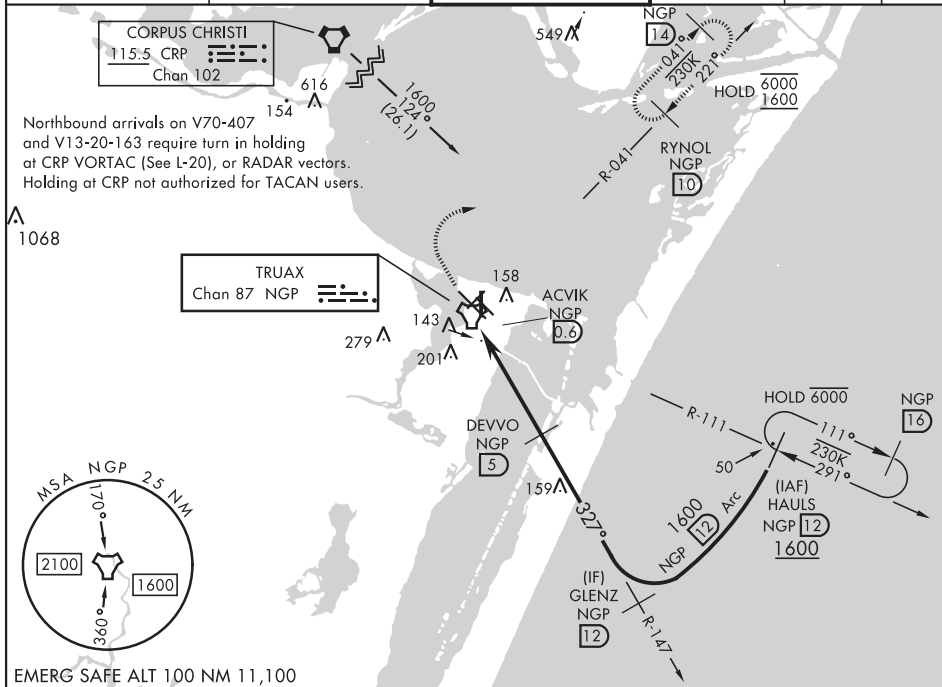 CORPUS CHRISTI
115.5 CRP
Chan 102
616
154
1600
124°
(26.1)
549
NGP
14
041°
230K
221°
HOLD 6000
1600
R-041
RYNOL
NGP
10
Northbound arrivals on V70-407
and V13-20-163 require turn in holding
at CRP VORTAC (See L-20), or RADAR vectors.
Holding at CRP not authorized for TACAN users.
1068
TRUAX
Chan 87 NGP
158
143
279
201
ACVIK
NGP
0.6
DEVVO
NGP
5
159
327°
HOLD 6000
NGP
16
R-111
111°
230K
291°
50
(IAF)
HAULS
NGP 12
1600
1600
NGP 12 Arc
(IF)
GLENZ
NGP
12
R-147
MSA NGP 25 NM
170°
2100
1600
360°
EMERG SAFE ALT 100 NM 11,100